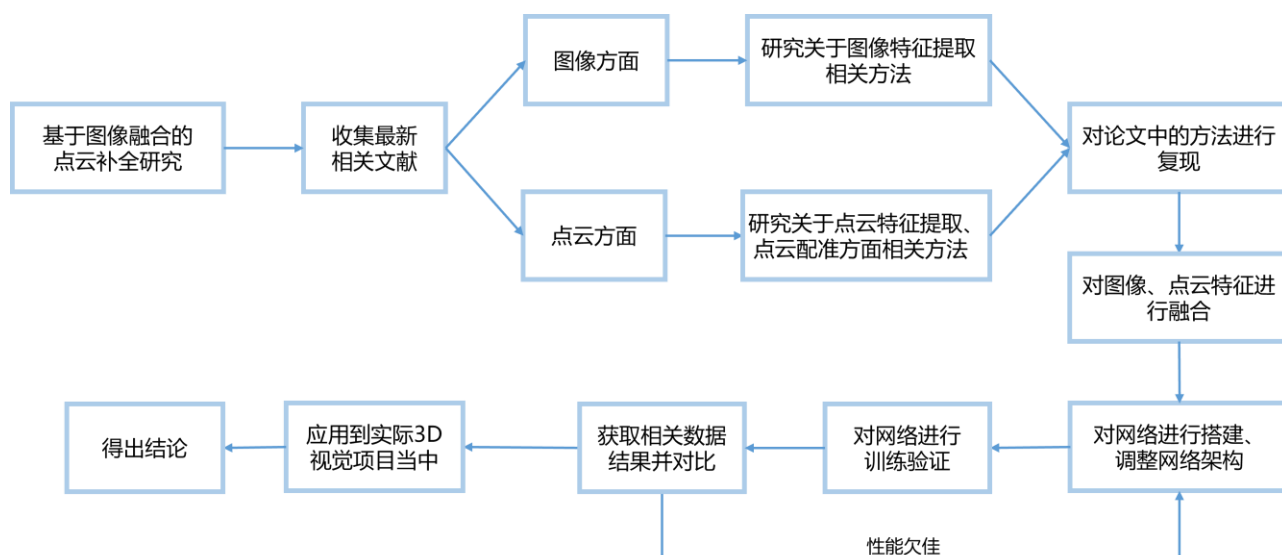 图像方面
研究关于图像特征提取
相关方法
基于图像融合的
点云补全研究
收集最新
相关文献
对论文中的方法进行
复现
点云方面
研究关于点云特征提取、
点云配准方面相关方法
对图像、点云特征进
行融合
得出结论
应用到实际3D
视觉项目当中
获取相关数据
结果并对比
对网络进行
训练验证
对网络进行搭建、
调整网络架构
性能欠佳